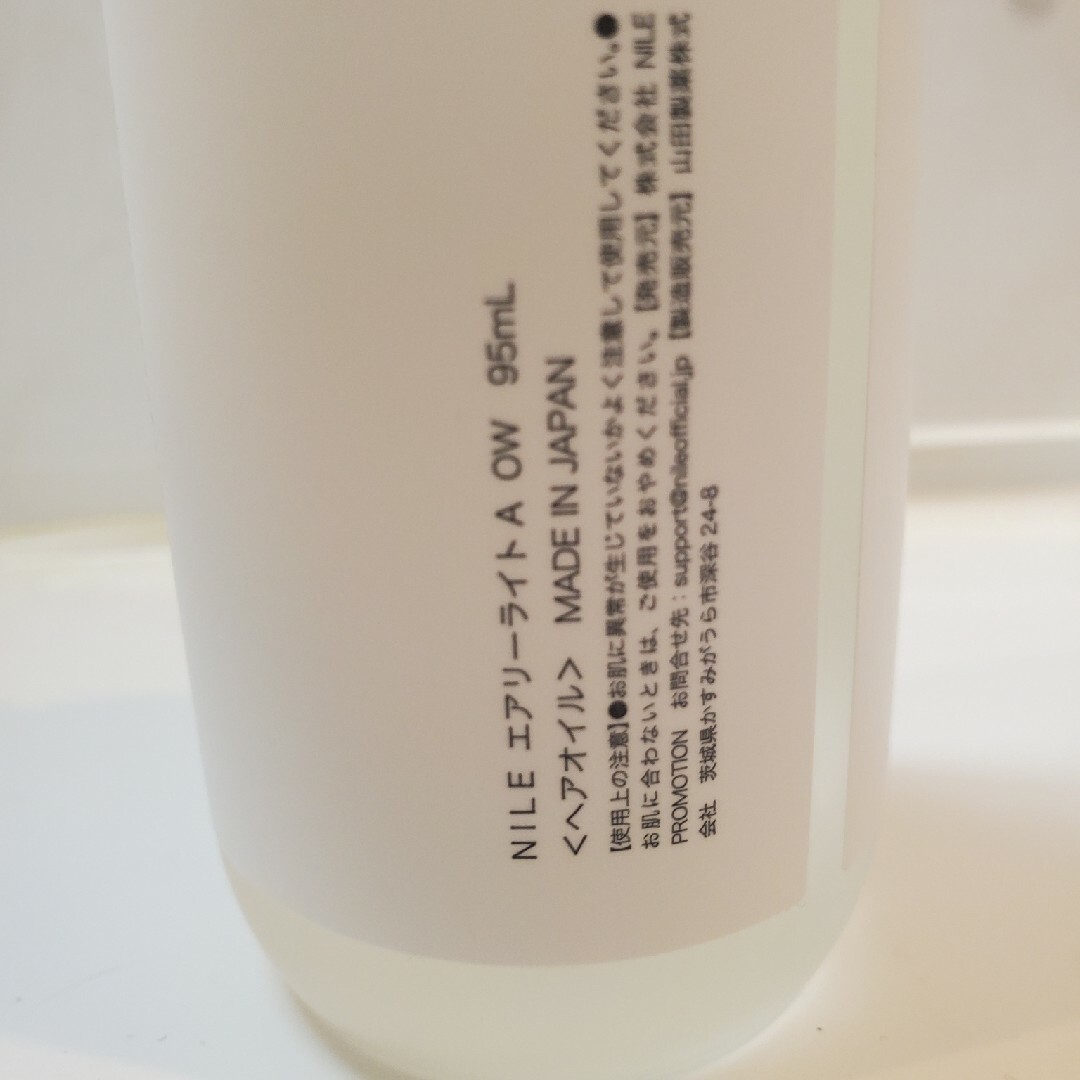 NILE エアリーライト A OW 95mL
<ヘアオイル> MADE IN JAPAN
【使用上の注意】●お肌に異常が生じていないかよく注意して使用してください。●
お肌に合わないときは、ご使用をおやめください。【発売元】株式会社 NILE
PROMOTION お問合せ先:support@nileofficial.jp【製造販売元】山田製薬株式
会社 茨城県かすみがうら市深谷 24-8